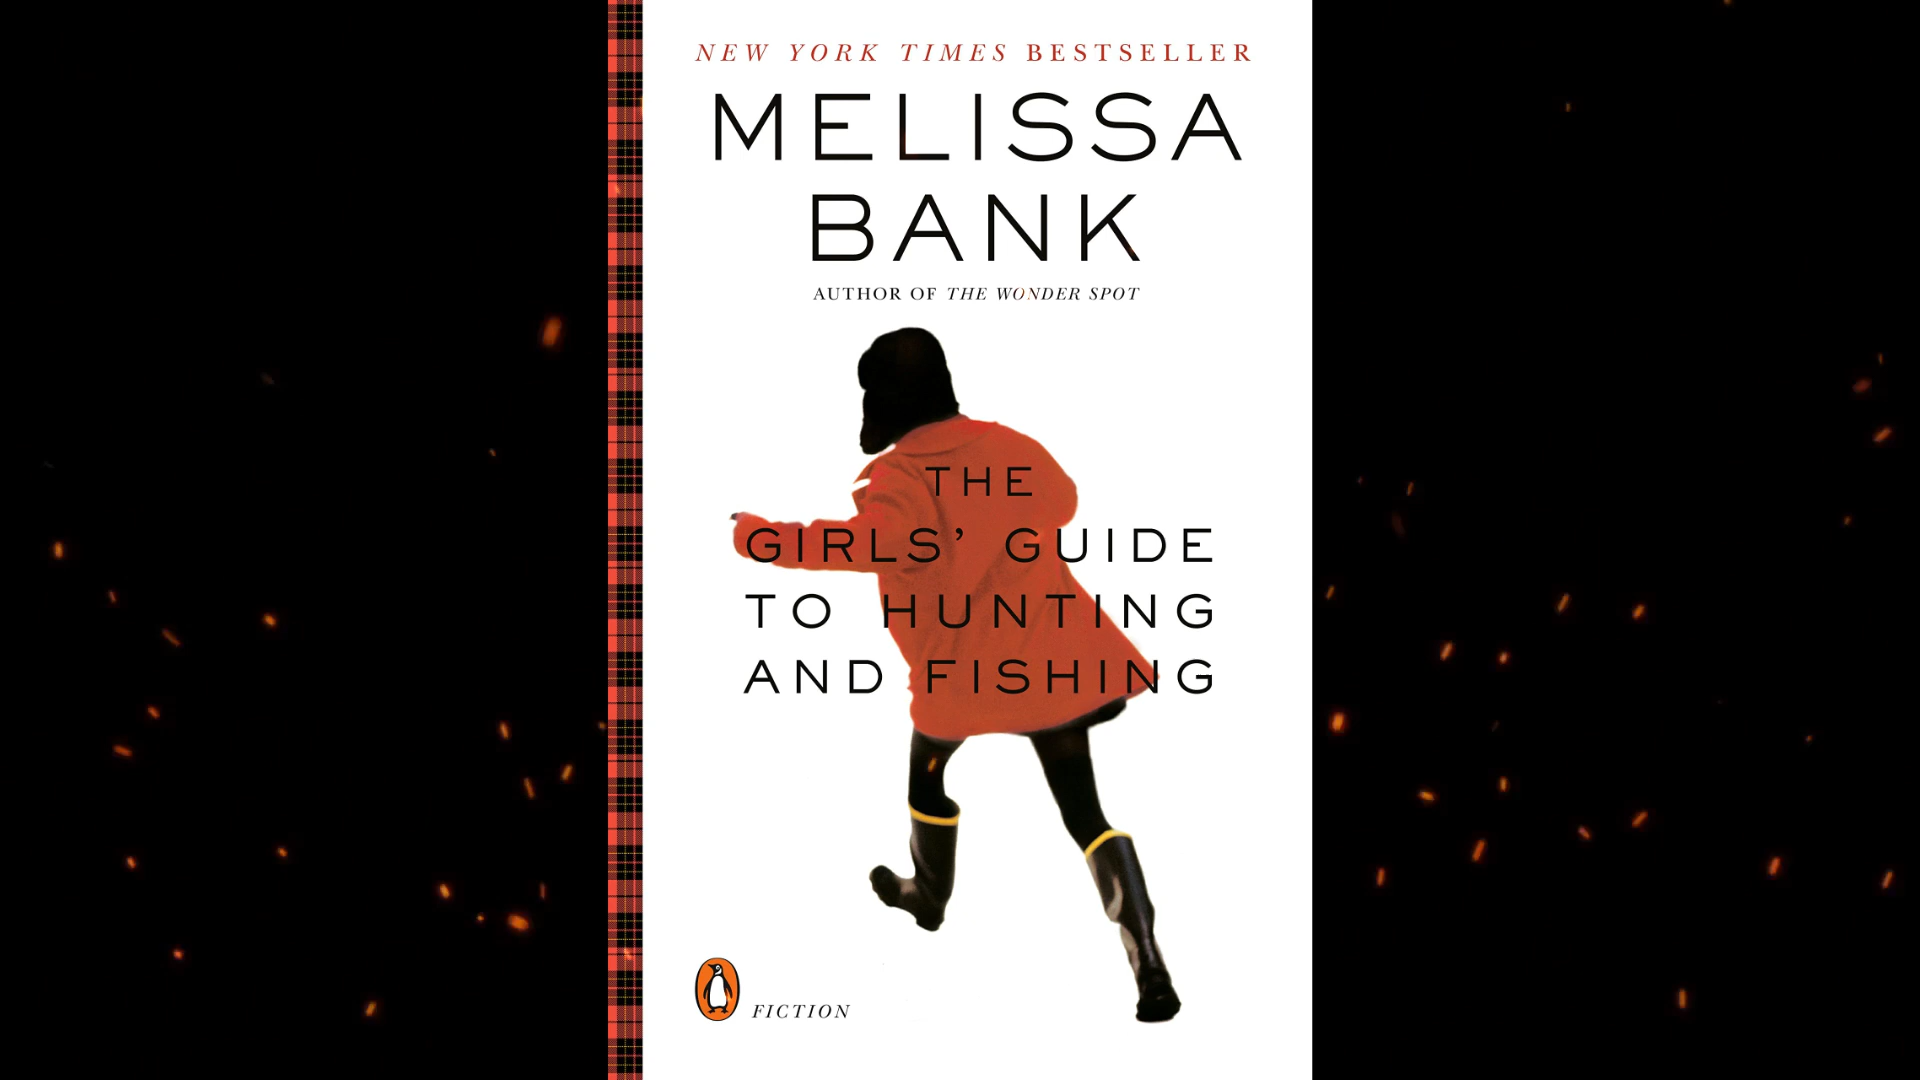 NEW YORK TIMES BESTSELLER
MELISSA
BANK
AUTHOR OF THE WONDER SPOT
THE
GIRLS’ GUIDE
TO HUNTING
AND FISHING
FICTION